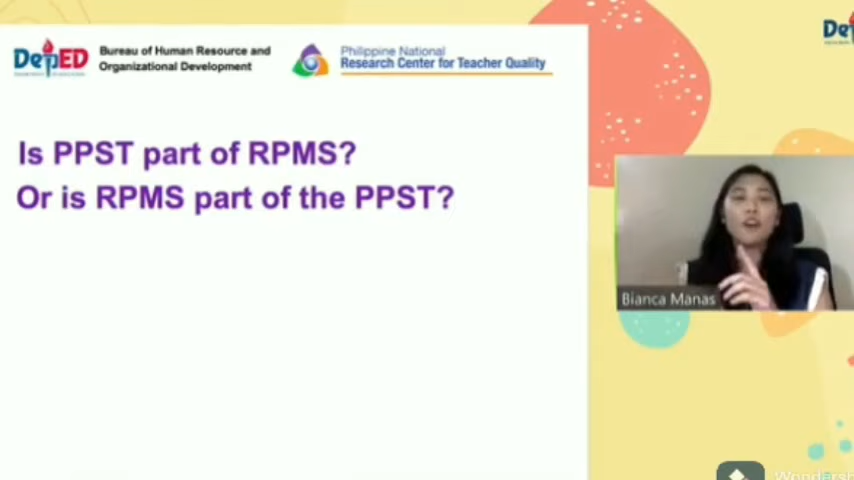 DepED
Bureau of Human Resource and
Organizational Development
Philippine National
Research Center for Teacher Quality
Is PPST part of RPMS?
Or is RPMS part of the PPST?
Bianca Manas